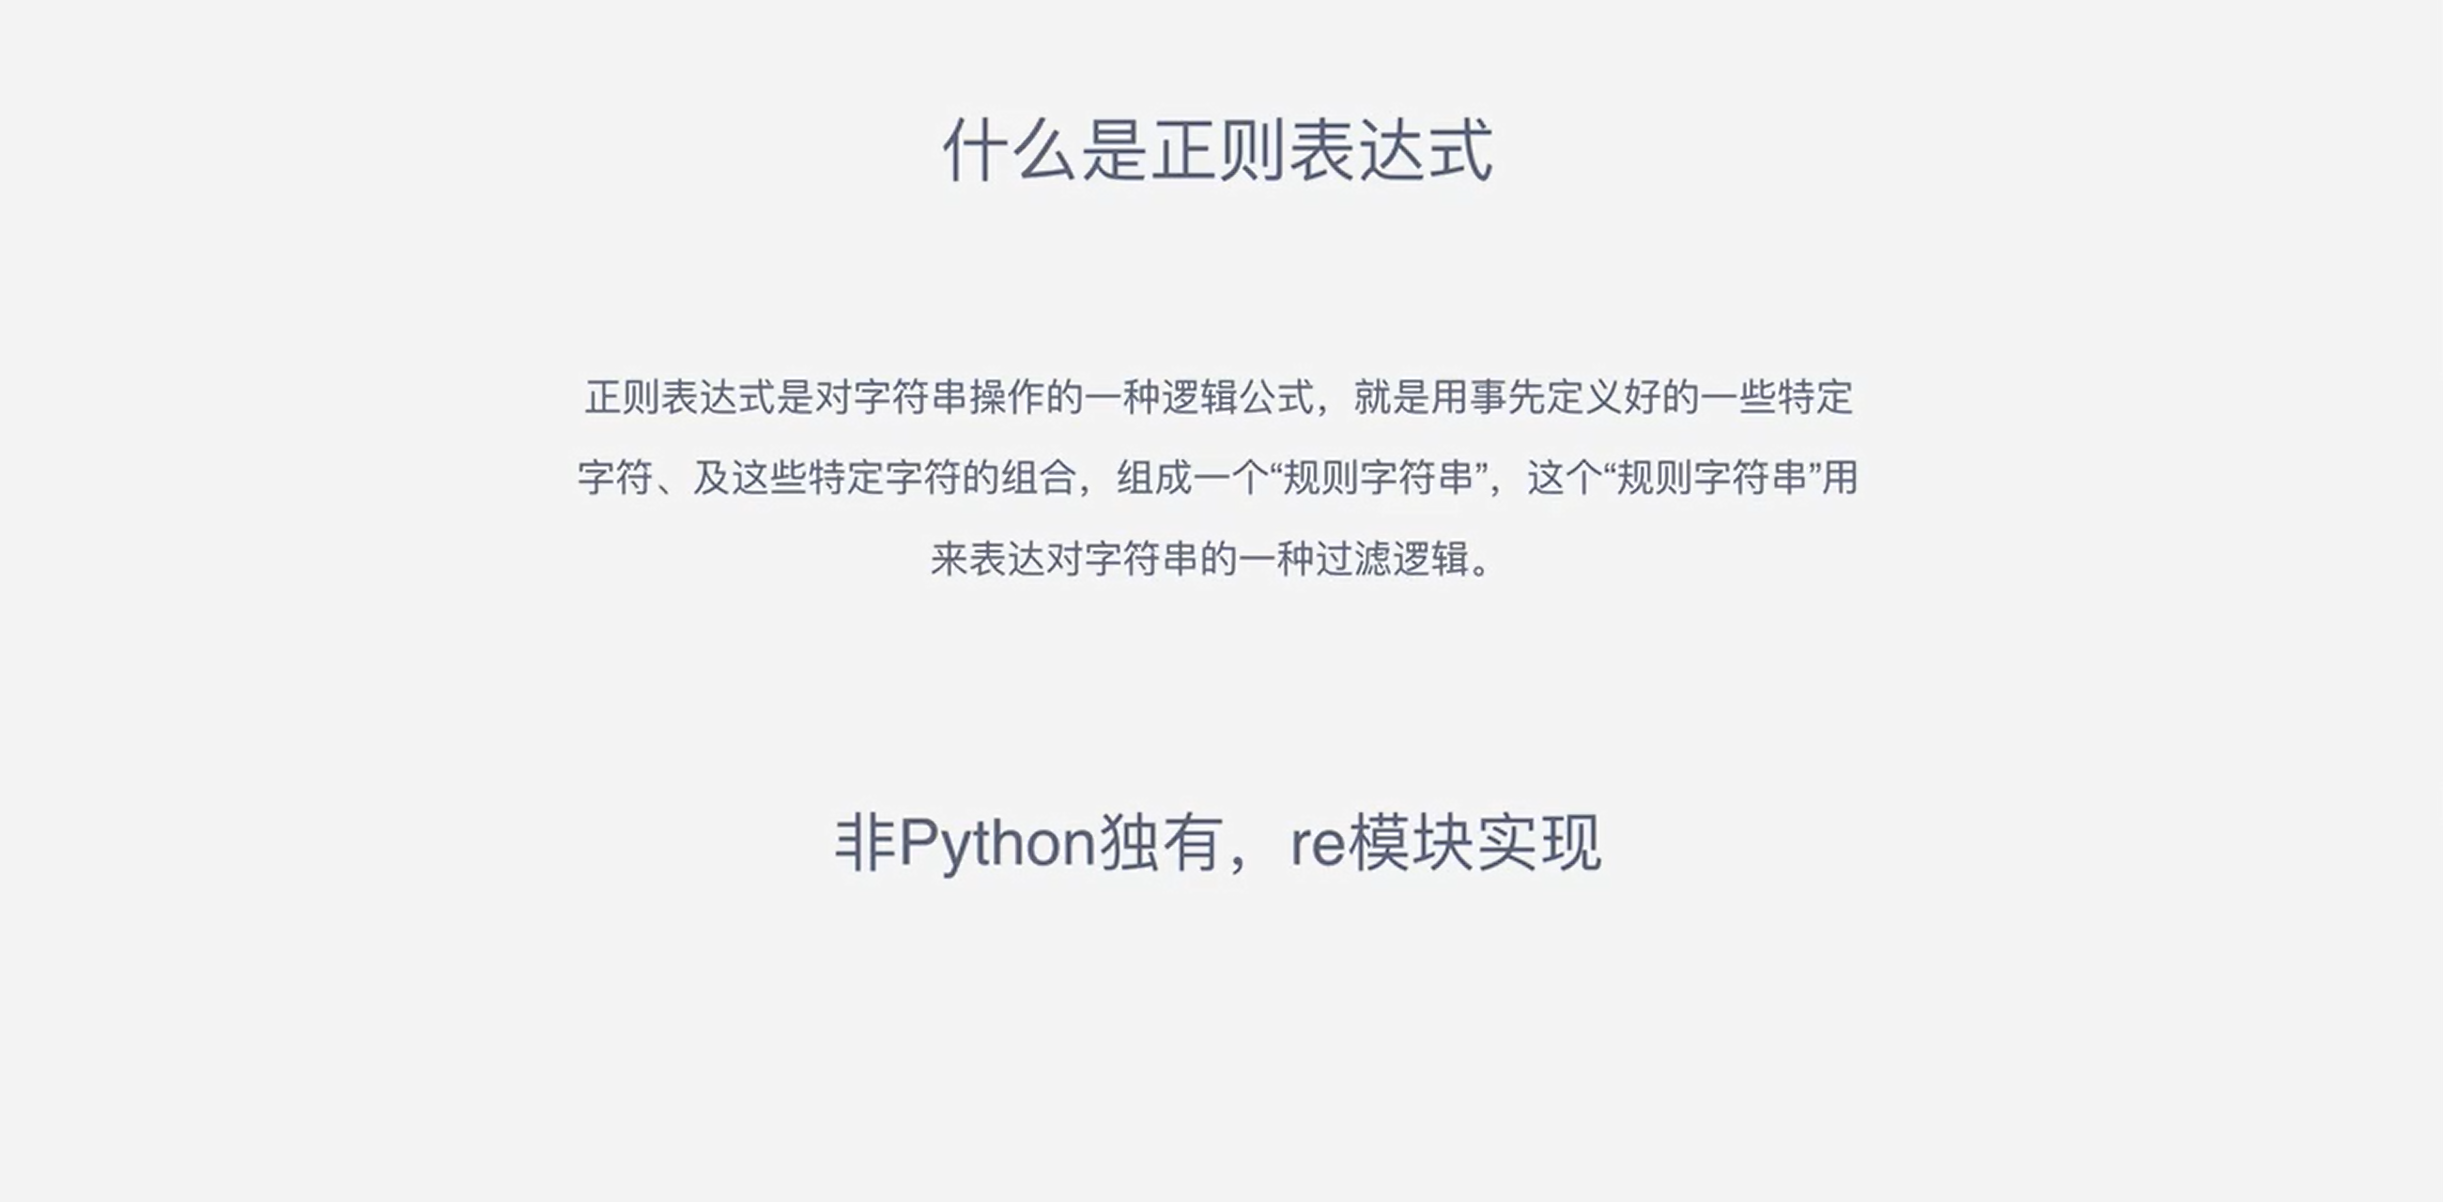 什么是正则表达式
正则表达式是对字符串操作的一种逻辑公式，就是用事先定义好的一些特定
字符、及这些特定字符的组合，组成一个“规则字符串”，这个“规则字符串”用
来表达对字符串的一种过滤逻辑。
非Python独有，re模块实现